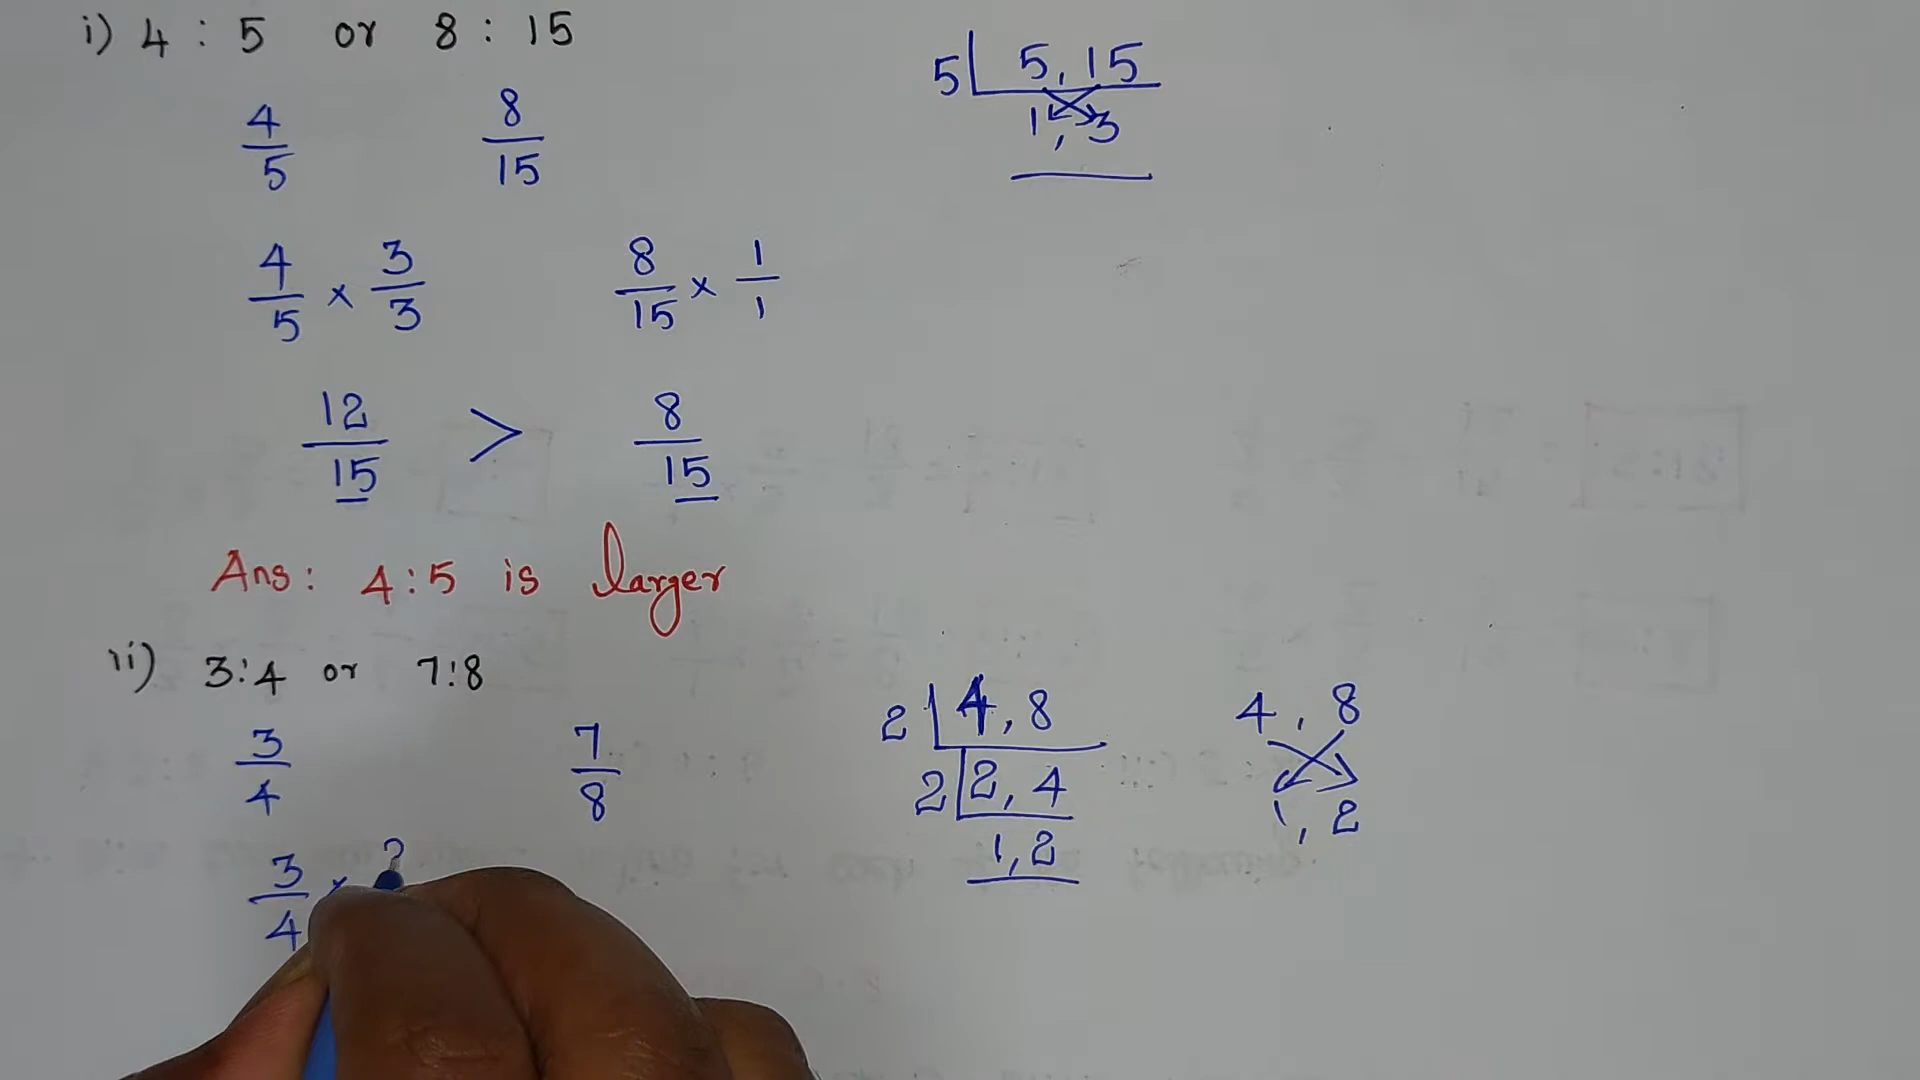 i) 4 : 5 or 8 : 15
4/5 8/15
5 | 5, 15
1, 3
4/5 x 3/3 8/15 x 1/1
12/15 > 8/15
Ans: 4:5 is larger
ii) 3:4 or 7:8
3/4 7/8
2 | 4, 8
2 | 2, 4
1, 2
4, 8
1, 2
3/4 x